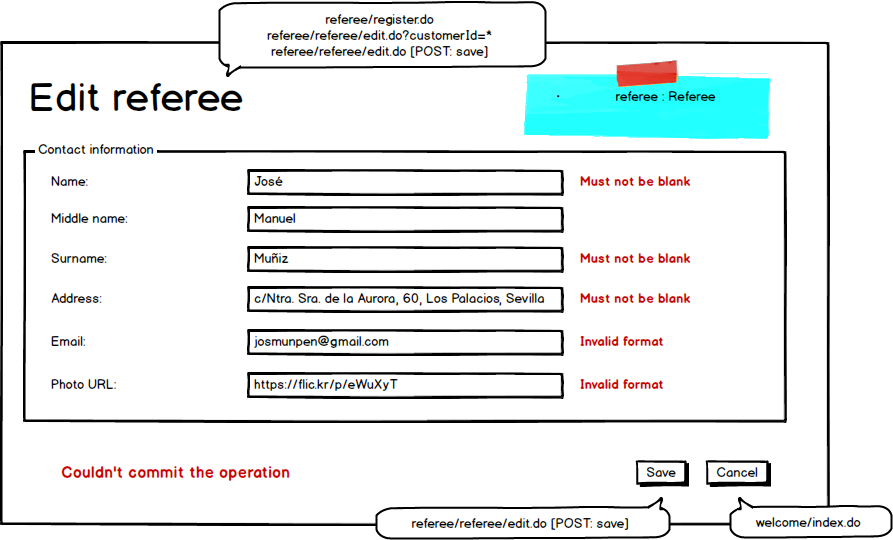 referee/register.do
referee/referee/edit.do?customerId=*
referee/referee/edit.do [POST: save]
Edit referee
referee : Referee
Contact information
Name: José Must not be blank
Middle name: Manuel
Surname: Muñiz Must not be blank
Address: c/Ntra. Sra. de la Aurora, 60, Los Palacios, Sevilla Must not be blank
Email: josmunpen@gmail.com Invalid format
Photo URL: https://flic.kr/p/eWuXyT Invalid format
Couldn't commit the operation
Save Cancel
referee/referee/edit.do [POST: save]
welcome/index.do